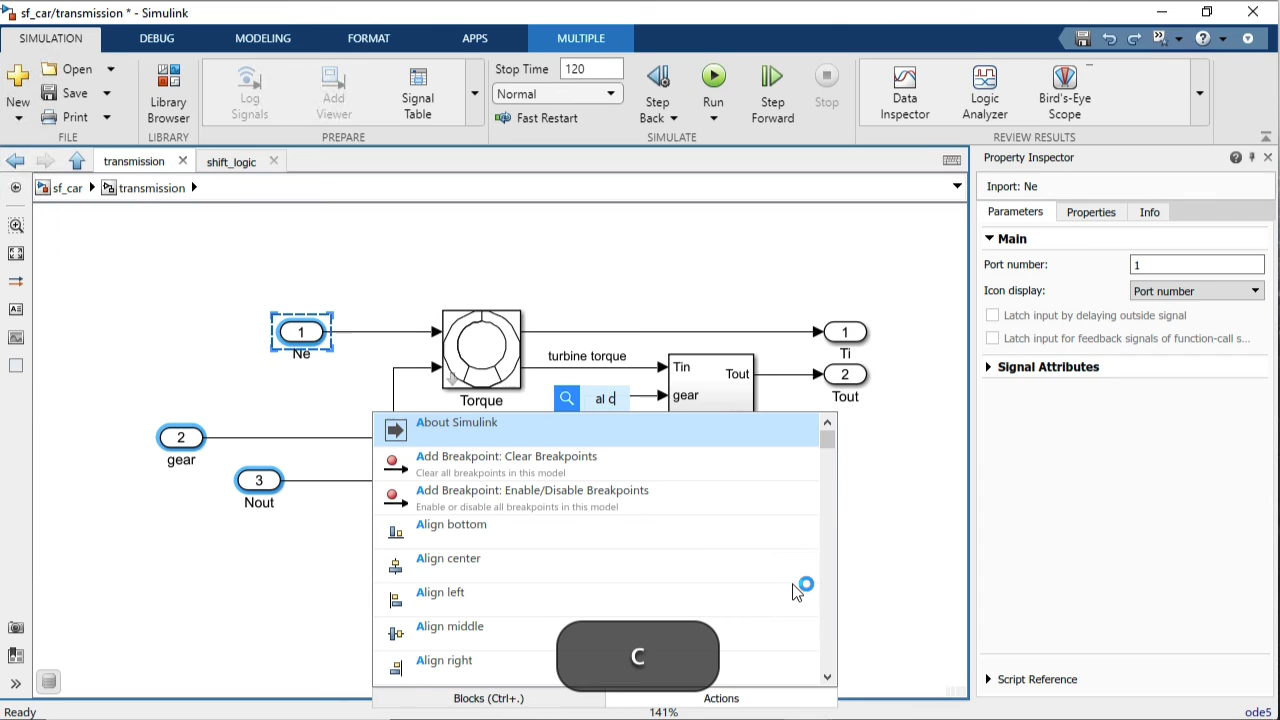 sf_car/transmission * - Simulink
SIMULATION DEBUG MODELING FORMAT APPS MULTIPLE
New
Open
Save
Print
FILE
Library Browser
LIBRARY
Log Signals
Add Viewer
Signal Table
PREPARE
Stop Time 120
Normal
Fast Restart
Step Back
Run
Step Forward
Stop
SIMULATE
Data Inspector
Logic Analyzer
Bird's-Eye Scope
REVIEW RESULTS
transmission
shift_logic
sf_car transmission
1
Ne
2
gear
3
Nout
Torque
turbine torque
Tin
Tout
gear
1
Ti
2
Tout
al c
About Simulink
Add Breakpoint: Clear Breakpoints
Clear all breakpoints in this model
Add Breakpoint: Enable/Disable Breakpoints
Enable or disable all breakpoints in this model
Align bottom
Align center
Align left
Align middle
Align right
Blocks (Ctrl+.)
Actions
C
Property Inspector
Inport: Ne
Parameters Properties Info
Main
Port number: 1
Icon display: Port number
Latch input by delaying outside signal
Latch input for feedback signals of function-call s...
Signal Attributes
Script Reference
Ready
141%
ode5